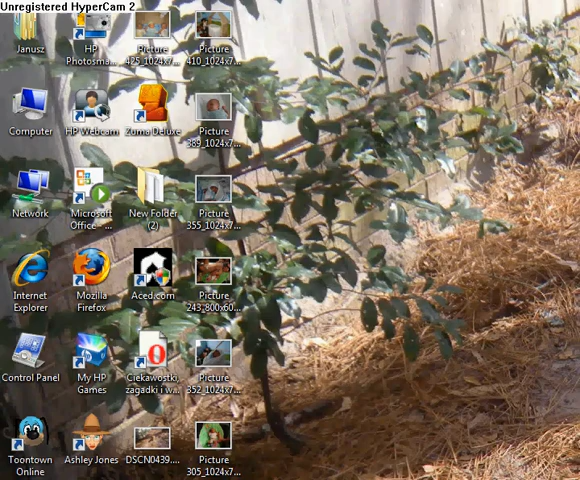 Unregistered HyperCam 2
Janusz
HP
Photosma...
Picture
425_1024x7...
Picture
410_1024x7...
Computer
HP Webcam
Zuma Deluxe
Picture
389_1024x7...
Network
Microsoft
Office - ...
New Folder
(2)
Picture
355_1024x7...
Internet
Explorer
Mozilla
Firefox
Aced.com
Picture
243_800x60...
Control Panel
My HP
Games
Ciekawostki,
zagadki i w...
Picture
352_1024x7...
Toontown
Online
Ashley Jones
DSCN0439....
Picture
305_1024x7...